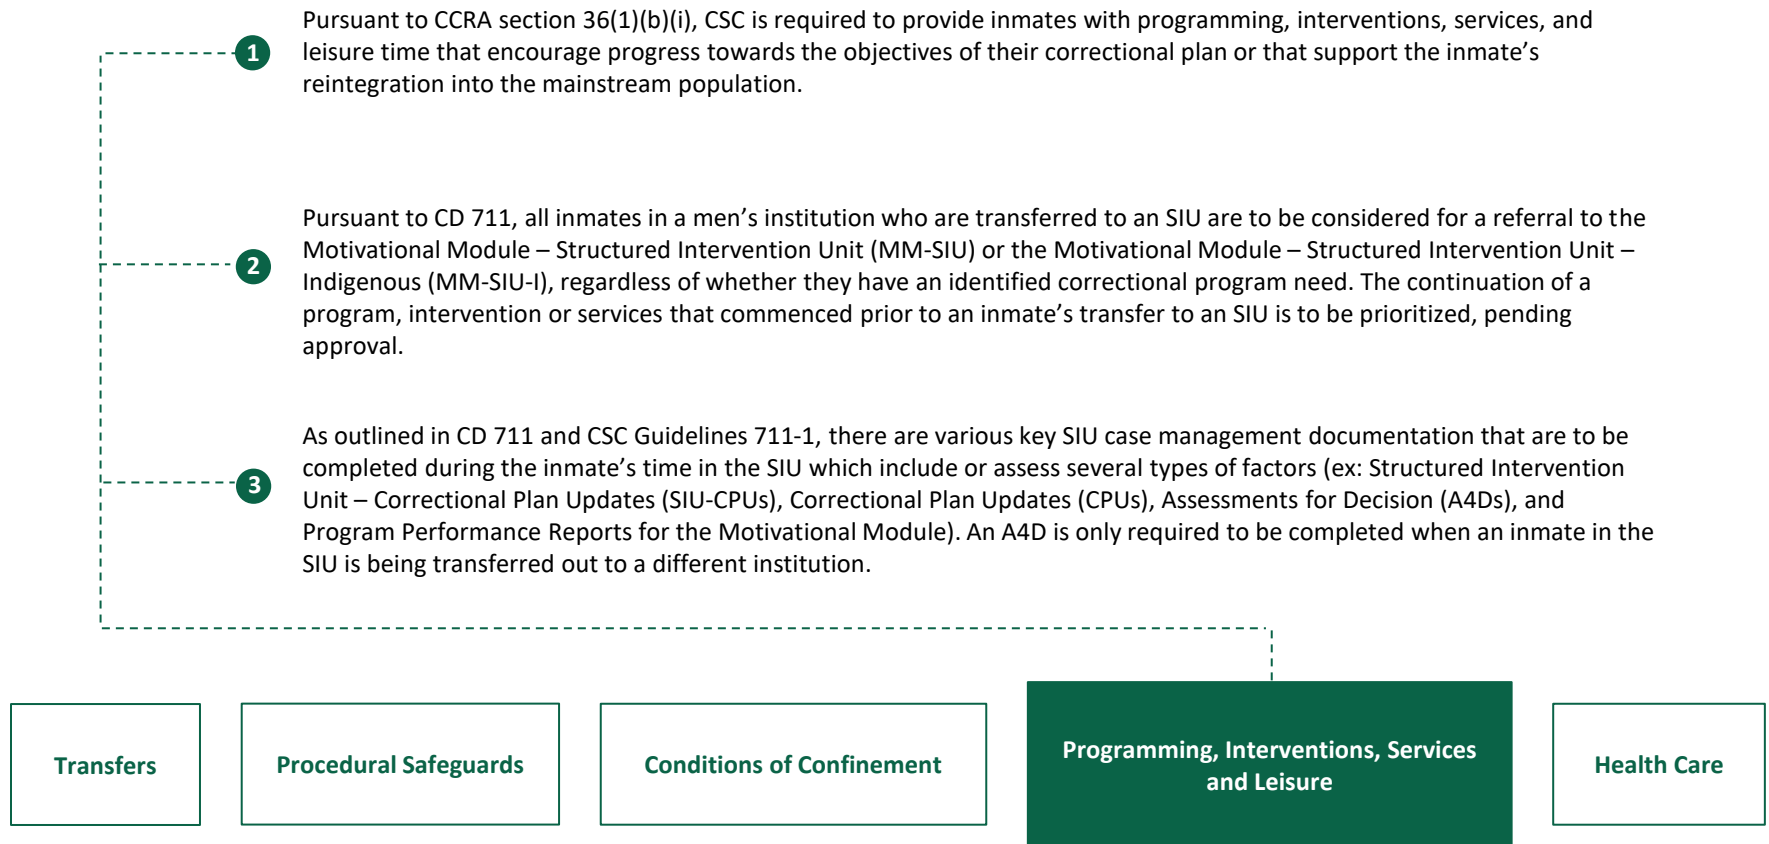 Pursuant to CCRA section 36(1)(b)(i), CSC is required to provide inmates with programming, interventions, services, and
1
leisure time that encourage progress towards the objectives of their correctional plan or that support the inmate’s
reintegration into the mainstream population.
Pursuant to CD 711, all inmates in a men’s institution who are transferred to an SIU are to be considered for a referral to the
Motivational Module – Structured Intervention Unit (MM-SIU) or the Motivational Module – Structured Intervention Unit –
2
Indigenous (MM-SIU-I), regardless of whether they have an identified correctional program need. The continuation of a
program, intervention or services that commenced prior to an inmate’s transfer to an SIU is to be prioritized, pending
approval.
As outlined in CD 711 and CSC Guidelines 711-1, there are various key SIU case management documentation that are to be
completed during the inmate’s time in the SIU which include or assess several types of factors (ex: Structured Intervention
3
Unit – Correctional Plan Updates (SIU-CPUs), Correctional Plan Updates (CPUs), Assessments for Decision (A4Ds), and
Program Performance Reports for the Motivational Module). An A4D is only required to be completed when an inmate in the
SIU is being transferred out to a different institution.
Transfers
Procedural Safeguards
Conditions of Confinement
Programming, Interventions, Services
and Leisure
Health Care